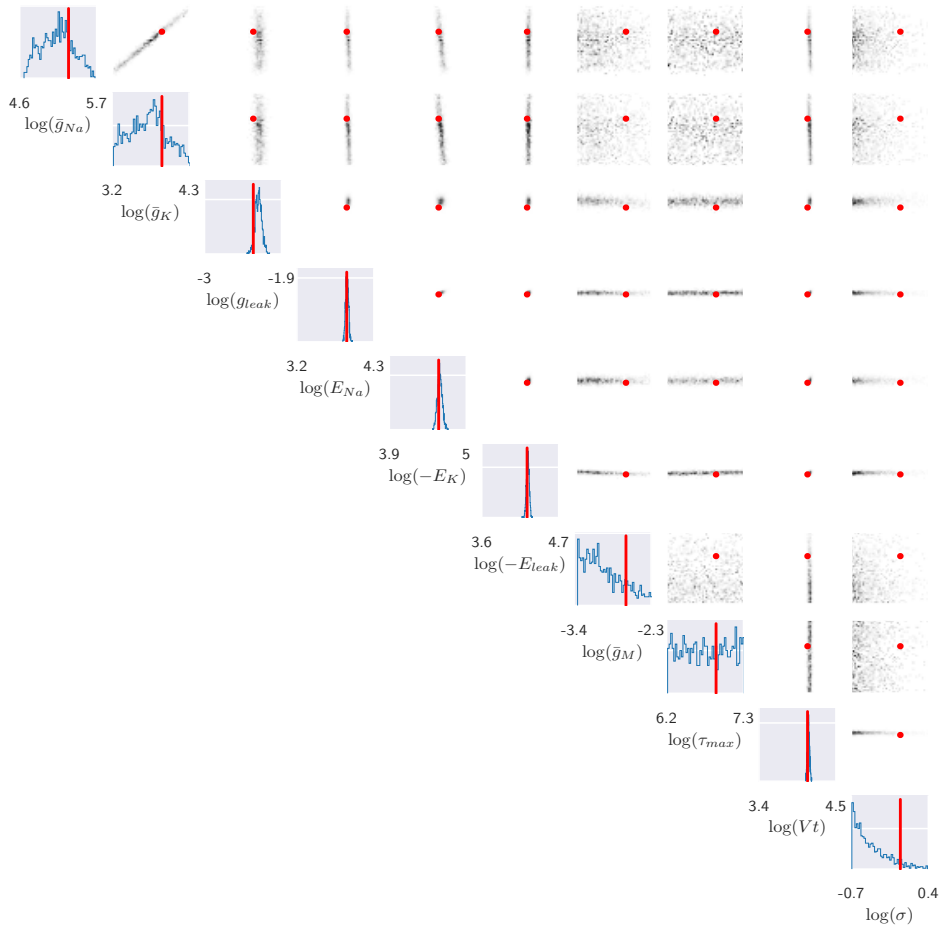 4.6 5.7
log(ḡ_Na)
3.2 4.3
log(ḡ_K)
-3 -1.9
log(g_leak)
3.2 4.3
log(E_Na)
3.9 5
log(−E_K)
3.6 4.7
log(−E_leak)
-3.4 -2.3
log(ḡ_M)
6.2 7.3
log(τ_max)
3.4 4.5
log(Vt)
-0.7 0.4
log(σ)